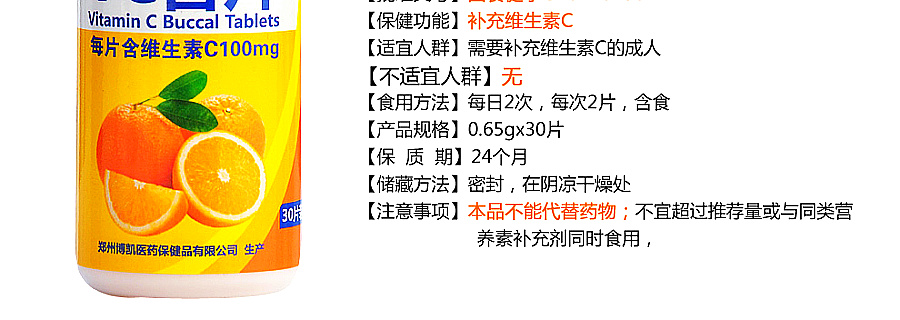 Vitamin C Buccal Tablets
每片含维生素C100mg
30片
郑州博凯医药保健品有限公司 生产
【保健功能】补充维生素C
【适宜人群】需要补充维生素C的成人
【不适宜人群】无
【食用方法】每日2次，每次2片，含食
【产品规格】0.65gx30片
【保 质 期】24个月
【储藏方法】密封，在阴凉干燥处
【注意事项】本品不能代替药物；不宜超过推荐量或与同类营
养素补充剂同时食用，